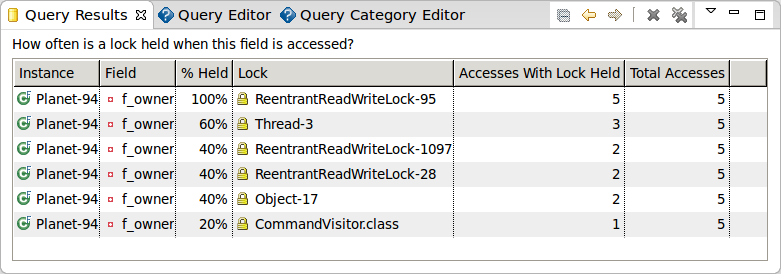 Query Results Query Editor Query Category Editor
How often is a lock held when this field is accessed?
Instance Field % Held Lock Accesses With Lock Held Total Accesses
Planet-94 f_owner 100% ReentrantReadWriteLock-95 5 5
Planet-94 f_owner 60% Thread-3 3 5
Planet-94 f_owner 40% ReentrantReadWriteLock-1097 2 5
Planet-94 f_owner 40% ReentrantReadWriteLock-28 2 5
Planet-94 f_owner 40% Object-17 2 5
Planet-94 f_owner 20% CommandVisitor.class 1 5